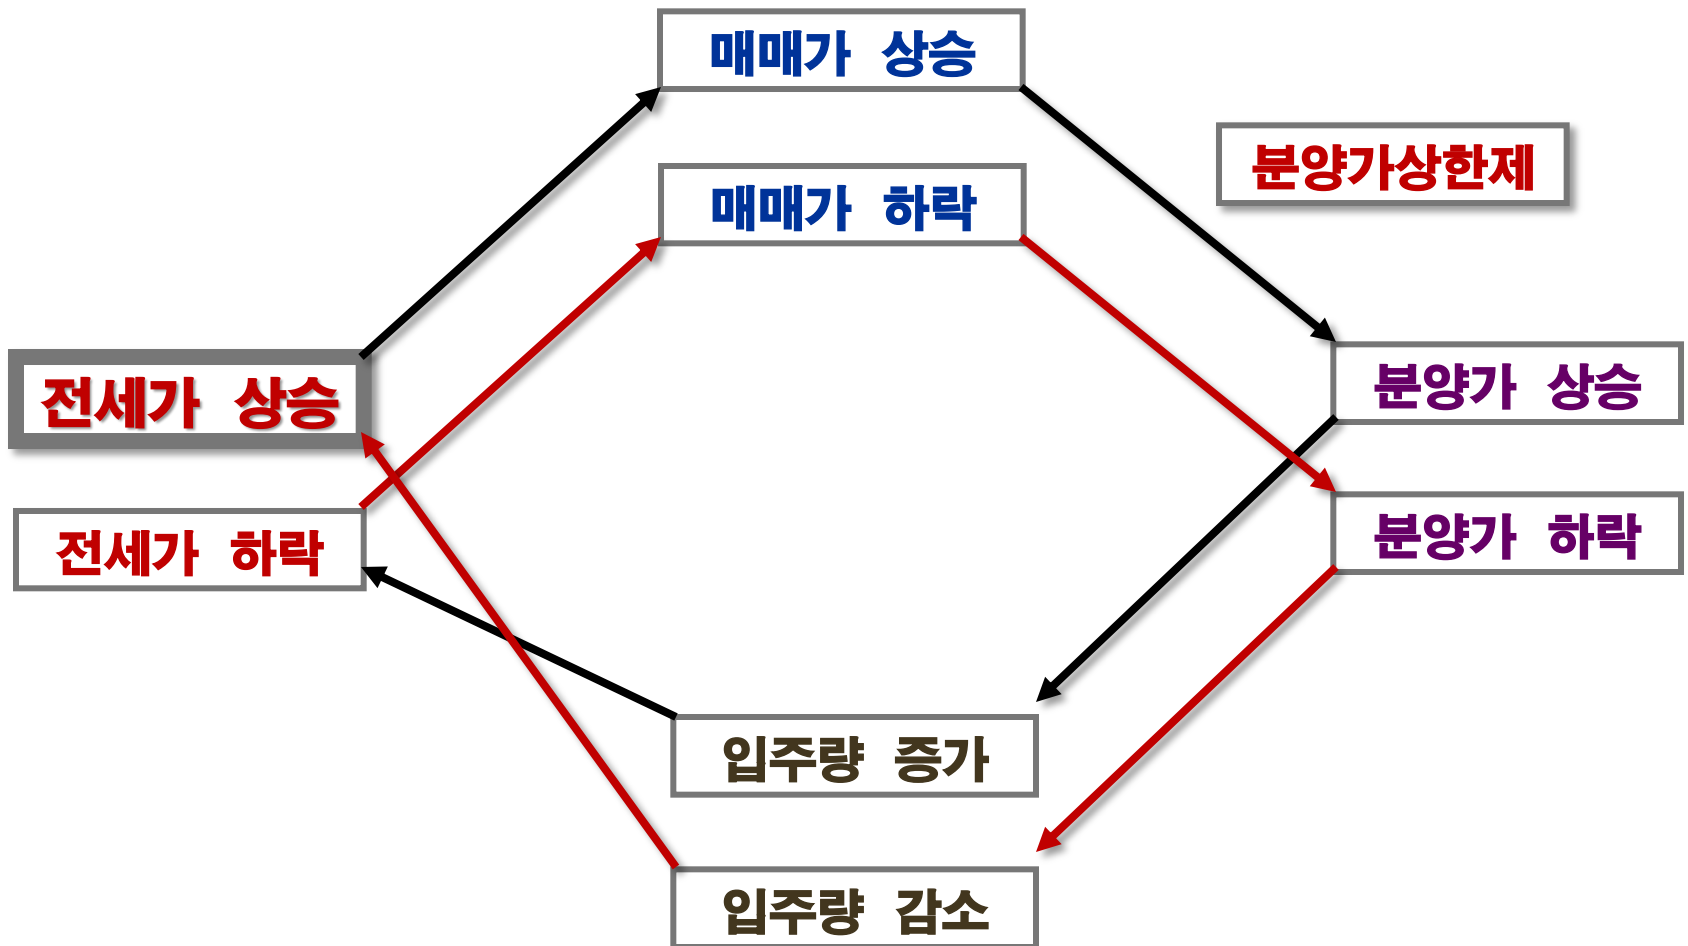 매매가 상승
분양가상한제
매매가 하락
전세가 상승
분양가 상승
전세가 하락
분양가 하락
입주량 증가
입주량 감소